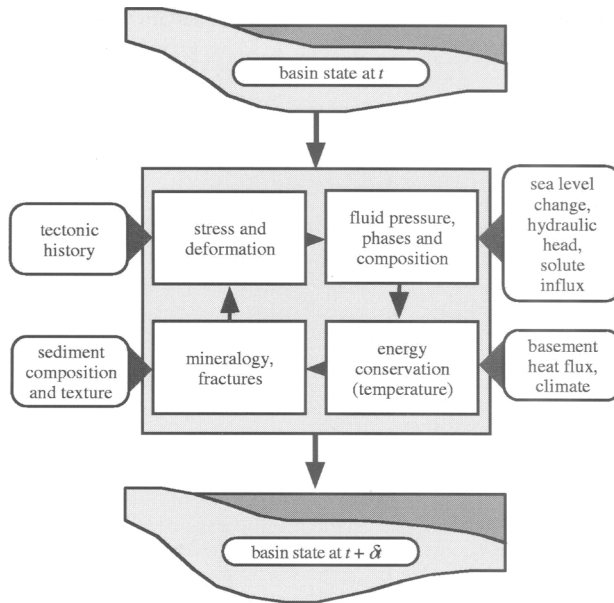 basin state at t
tectonic
history
stress and
deformation
fluid pressure,
phases and
composition
sea level
change,
hydraulic
head,
solute
influx
sediment
composition
and texture
mineralogy,
fractures
energy
conservation
(temperature)
basement
heat flux,
climate
basin state at t + δt